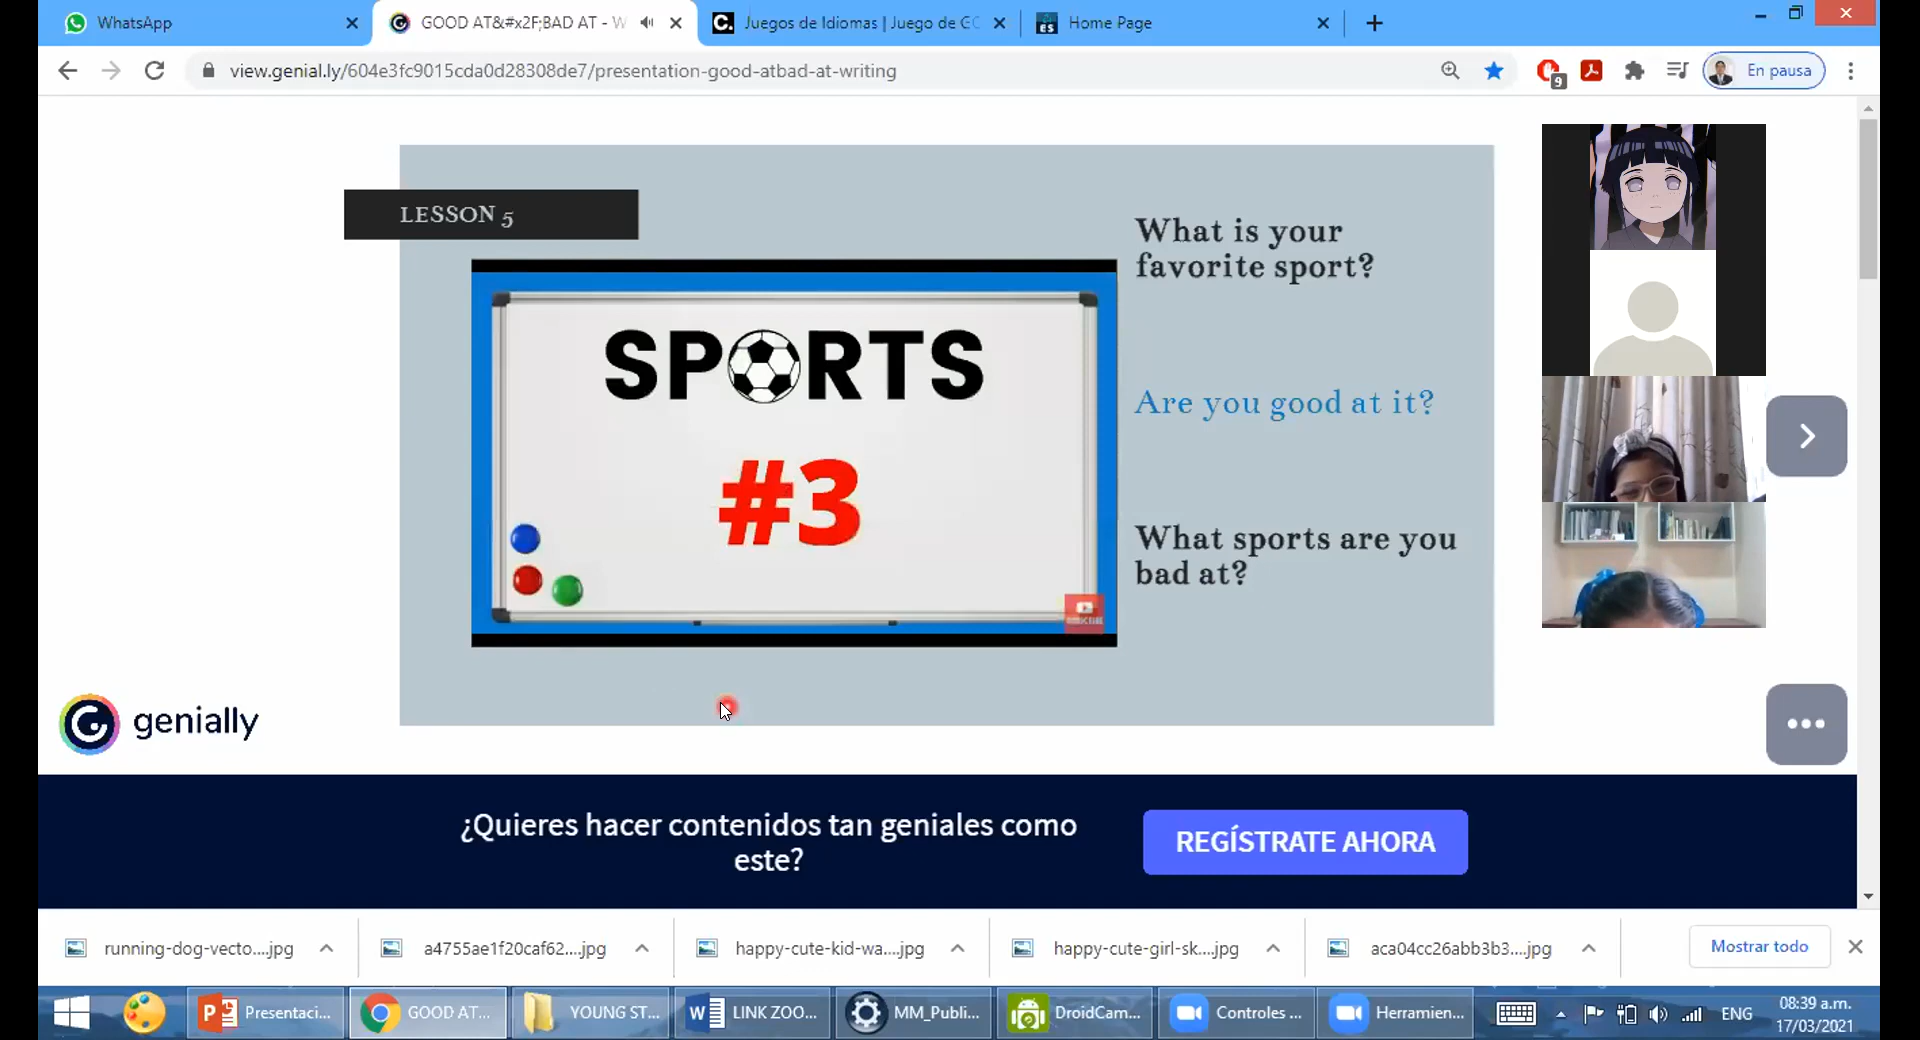 WhatsApp
GOOD AT&#x2F;BAD AT - W
Juegos de Idiomas | Juego de GO
Home Page
view.genial.ly/604e3fc9015cda0d28308de7/presentation-good-atbad-at-writing
9
En pausa
LESSON 5
SPORTS
#3
What is your
favorite sport?
Are you good at it?
What sports are you
bad at?
genially
¿Quieres hacer contenidos tan geniales como
este?
REGÍSTRATE AHORA
running-dog-vecto....jpg
a4755ae1f20caf62....jpg
happy-cute-kid-wa....jpg
happy-cute-girl-sk....jpg
aca04cc26abb3b3....jpg
Mostrar todo
Presentaci...
GOOD AT...
YOUNG ST...
LINK ZOO...
MM_Publi...
DroidCam...
Controles ...
Herramien...
ENG
08:39 a.m.
17/03/2021